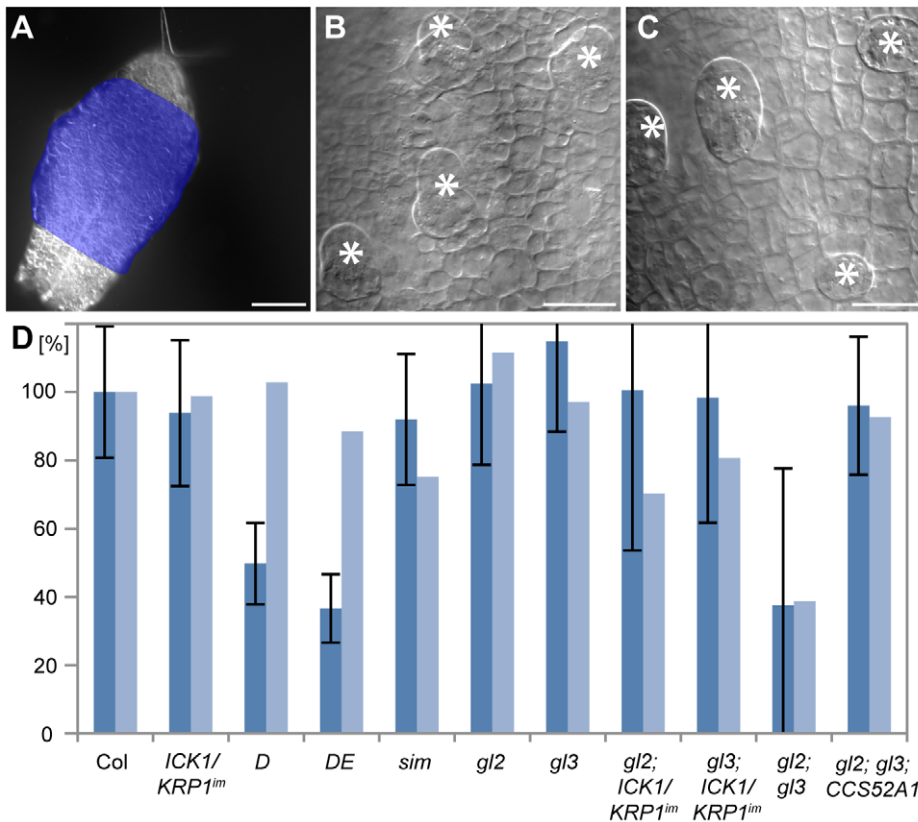 A
B
C
*
*
*
*
*
*
*
*
D
[%]
100
80
60
40
20
0
Col
ICK1/
KRP1im
D
DE
sim
gl2
gl3
gl2;
ICK1/
KRP1im
gl3;
ICK1/
KRP1im
gl2;
gl3
gl2; gl3;
CCS52A1